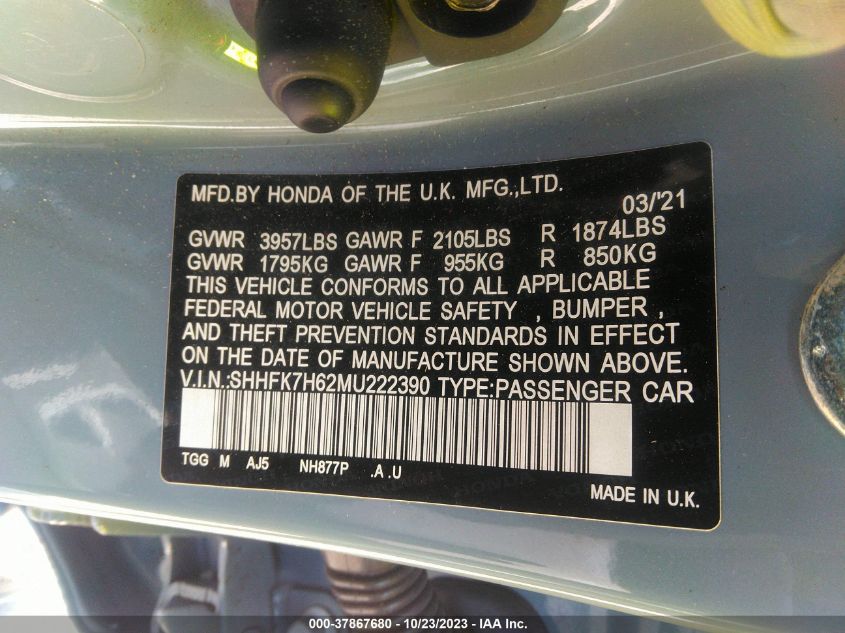 MFD.BY HONDA OF THE U.K. MFG.,LTD.
03/'21
GVWR 3957LBS GAWR F 2105LBS R 1874LBS
GVWR 1795KG GAWR F 955KG R 850KG
THIS VEHICLE CONFORMS TO ALL APPLICABLE
FEDERAL MOTOR VEHICLE SAFETY , BUMPER ,
AND THEFT PREVENTION STANDARDS IN EFFECT
ON THE DATE OF MANUFACTURE SHOWN ABOVE.
V.I.N.:SHHFK7H62MU222390 TYPE:PASSENGER CAR
TGG M AJ5 NH877P .A .U
MADE IN U.K.
000-37867680 / 10/23/2023 - IAA Inc.